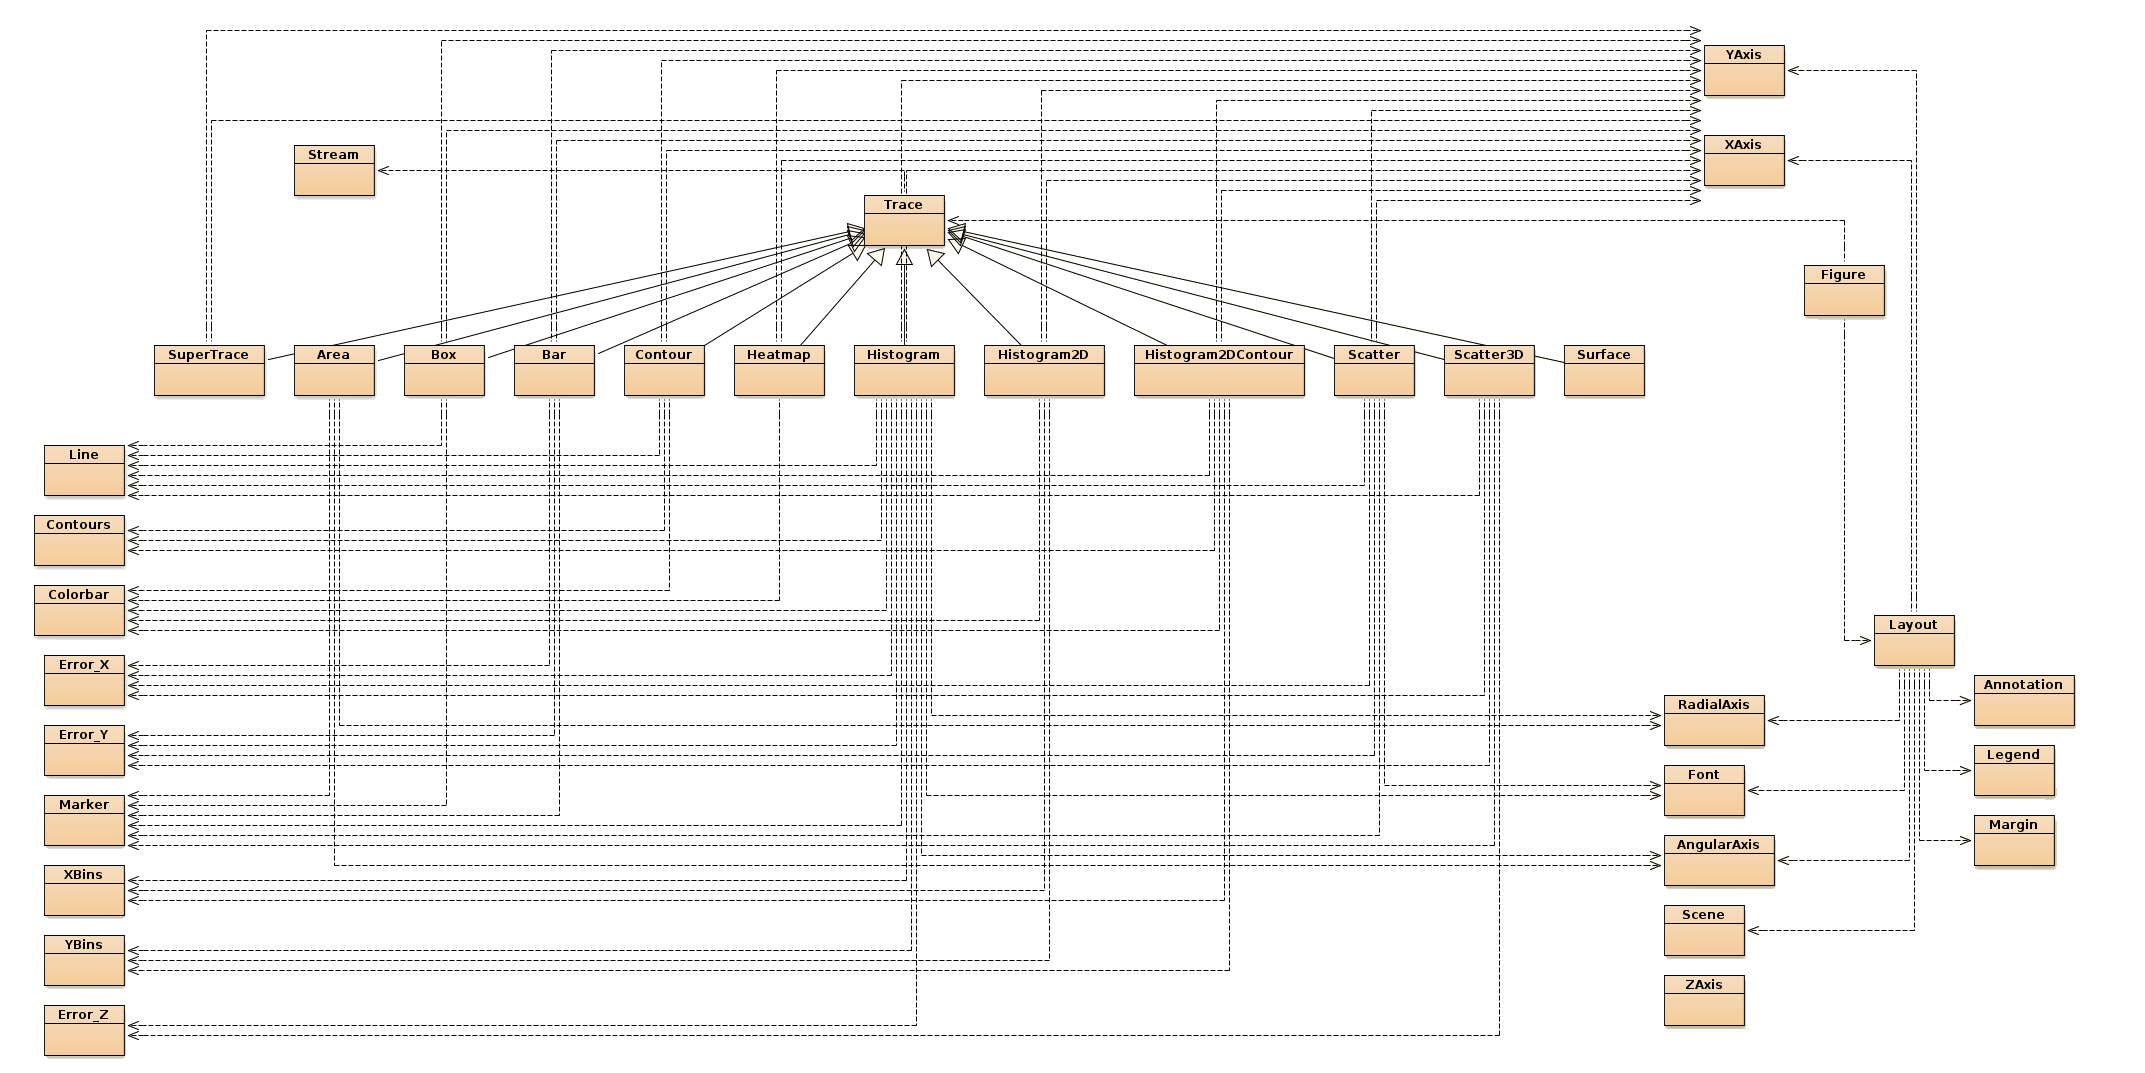 YAxis
XAxis
Stream
Trace
Figure
SuperTrace
Area
Box
Bar
Contour
Heatmap
Histogram
Histogram2D
Histogram2DContour
Scatter
Scatter3D
Surface
Line
Contours
Colorbar
Layout
Error_X
Annotation
RadialAxis
Error_Y
Legend
Font
Marker
Margin
AngularAxis
XBins
Scene
YBins
ZAxis
Error_Z